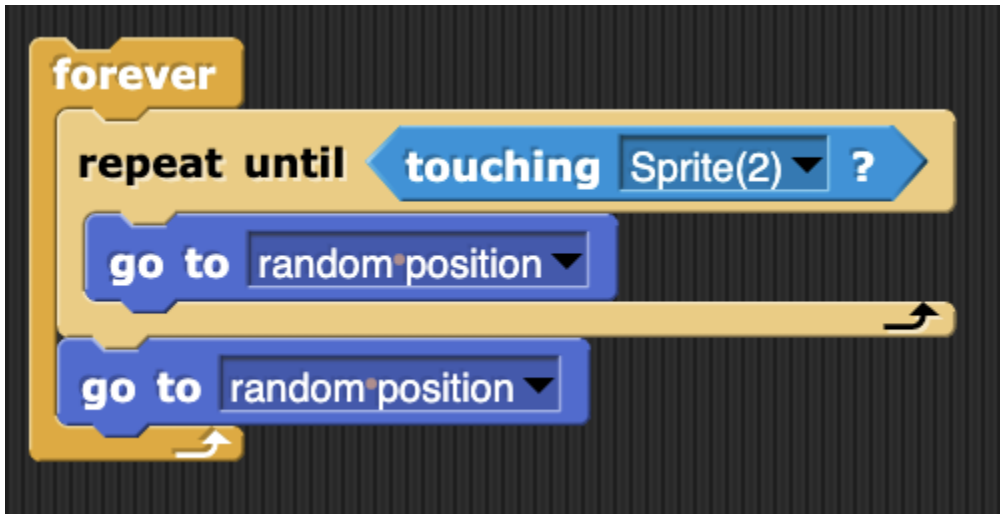 forever
repeat until touching Sprite(2) ?
go to random position
go to random position